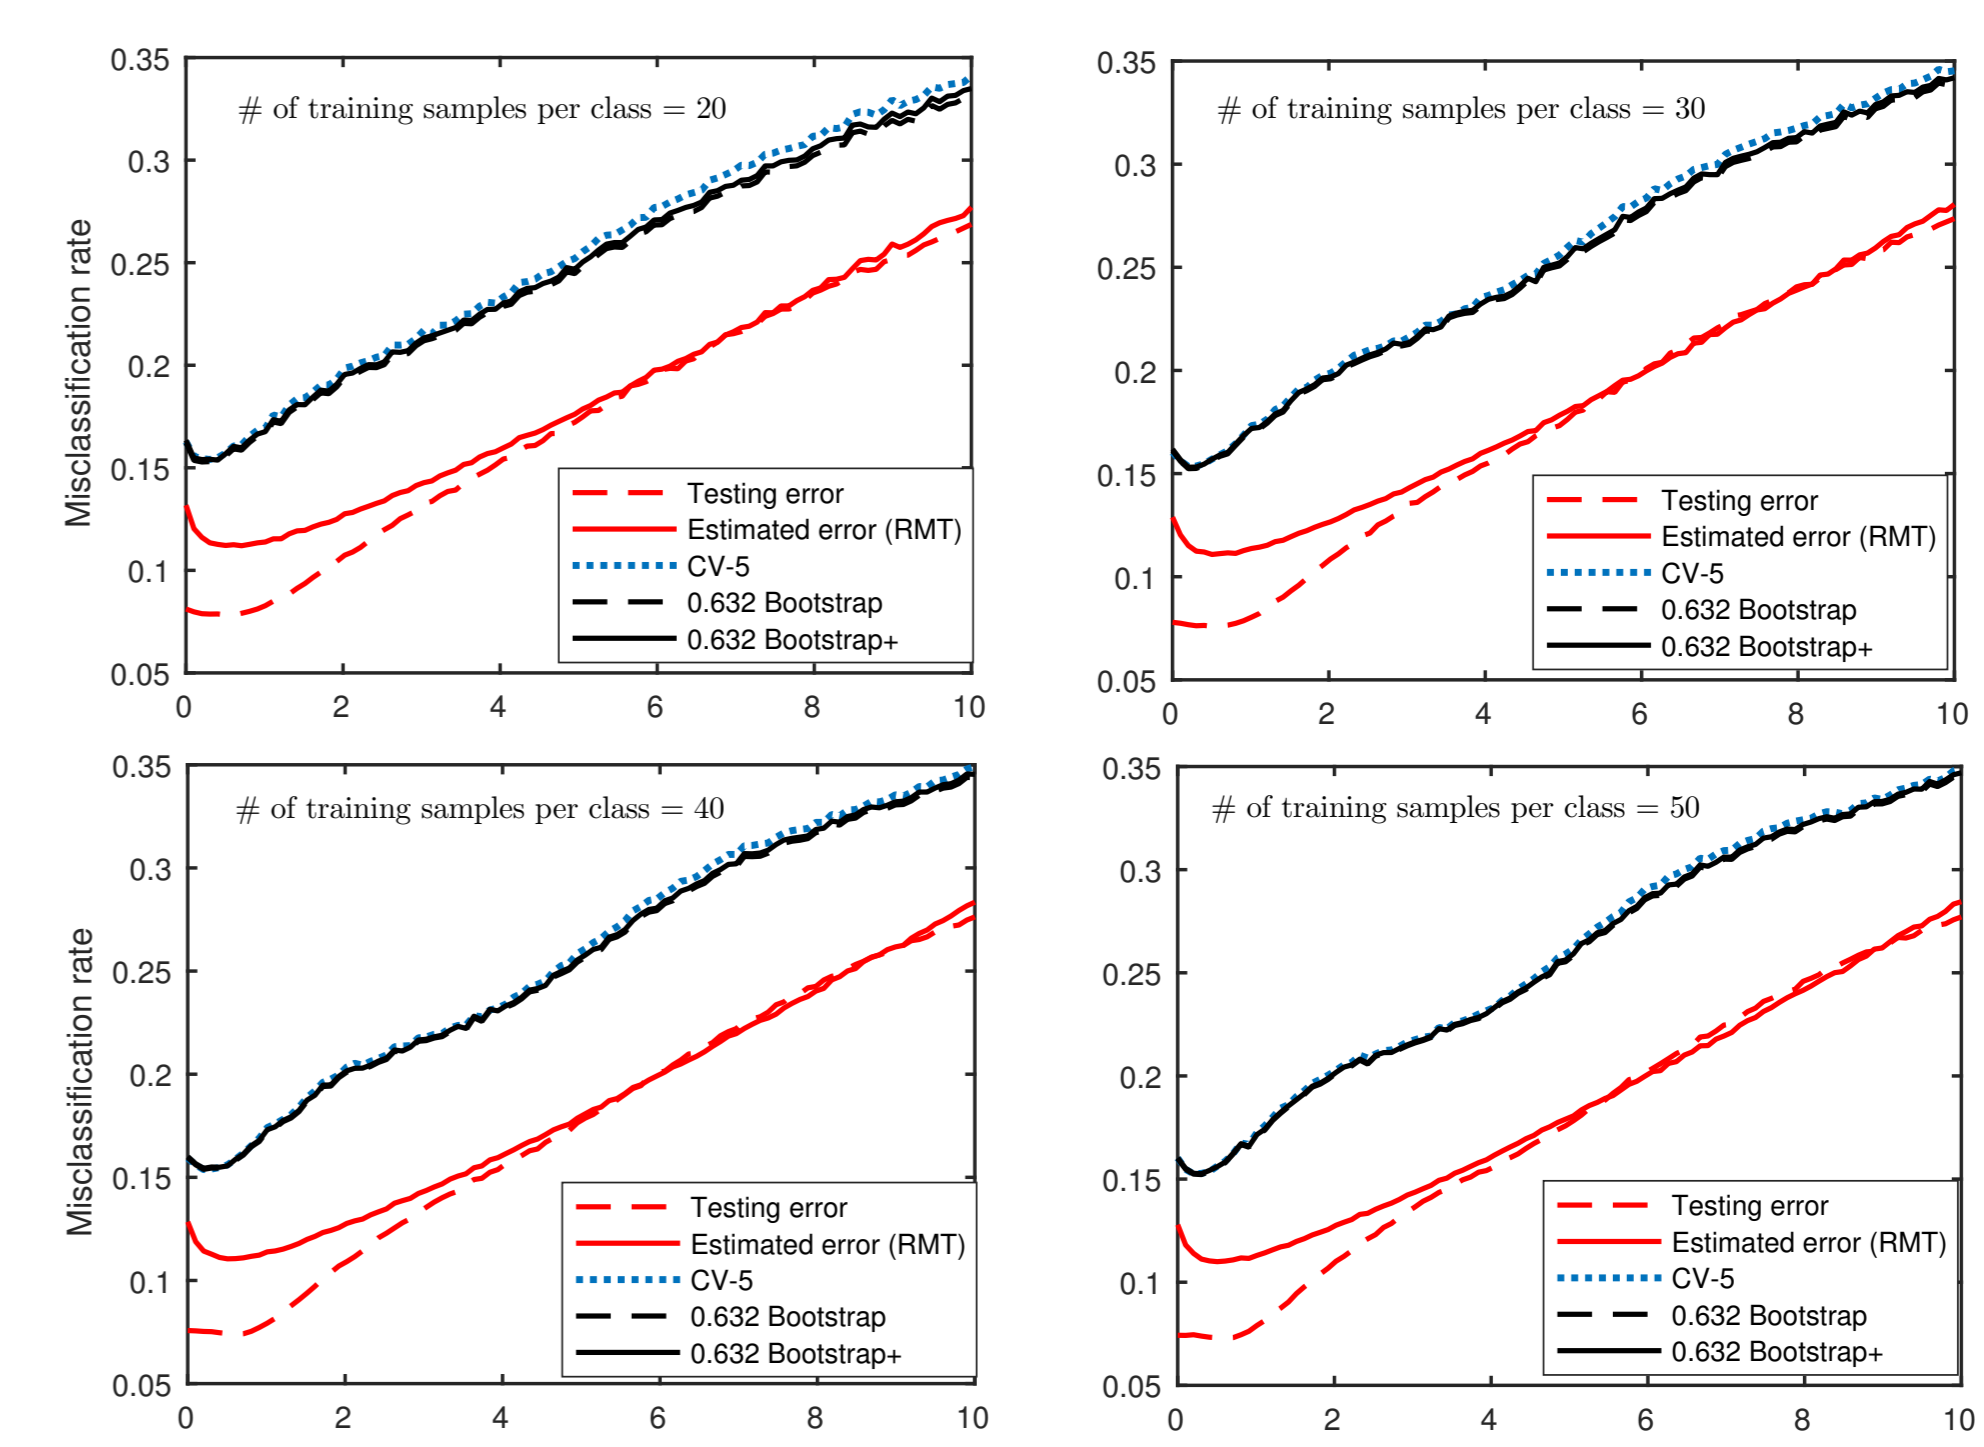 Misclassification rate
0.35
0.3
0.25
0.2
0.15
0.1
0.05
# of training samples per class = 20
Testing error
Estimated error (RMT)
CV-5
0.632 Bootstrap
0.632 Bootstrap+
0 2 4 6 8 10
0.35
0.3
0.25
0.2
0.15
0.1
0.05
# of training samples per class = 30
Testing error
Estimated error (RMT)
CV-5
0.632 Bootstrap
0.632 Bootstrap+
0 2 4 6 8 10
Misclassification rate
0.35
0.3
0.25
0.2
0.15
0.1
0.05
# of training samples per class = 40
Testing error
Estimated error (RMT)
CV-5
0.632 Bootstrap
0.632 Bootstrap+
0 2 4 6 8 10
0.35
0.3
0.25
0.2
0.15
0.1
0.05
# of training samples per class = 50
Testing error
Estimated error (RMT)
CV-5
0.632 Bootstrap
0.632 Bootstrap+
0 2 4 6 8 10